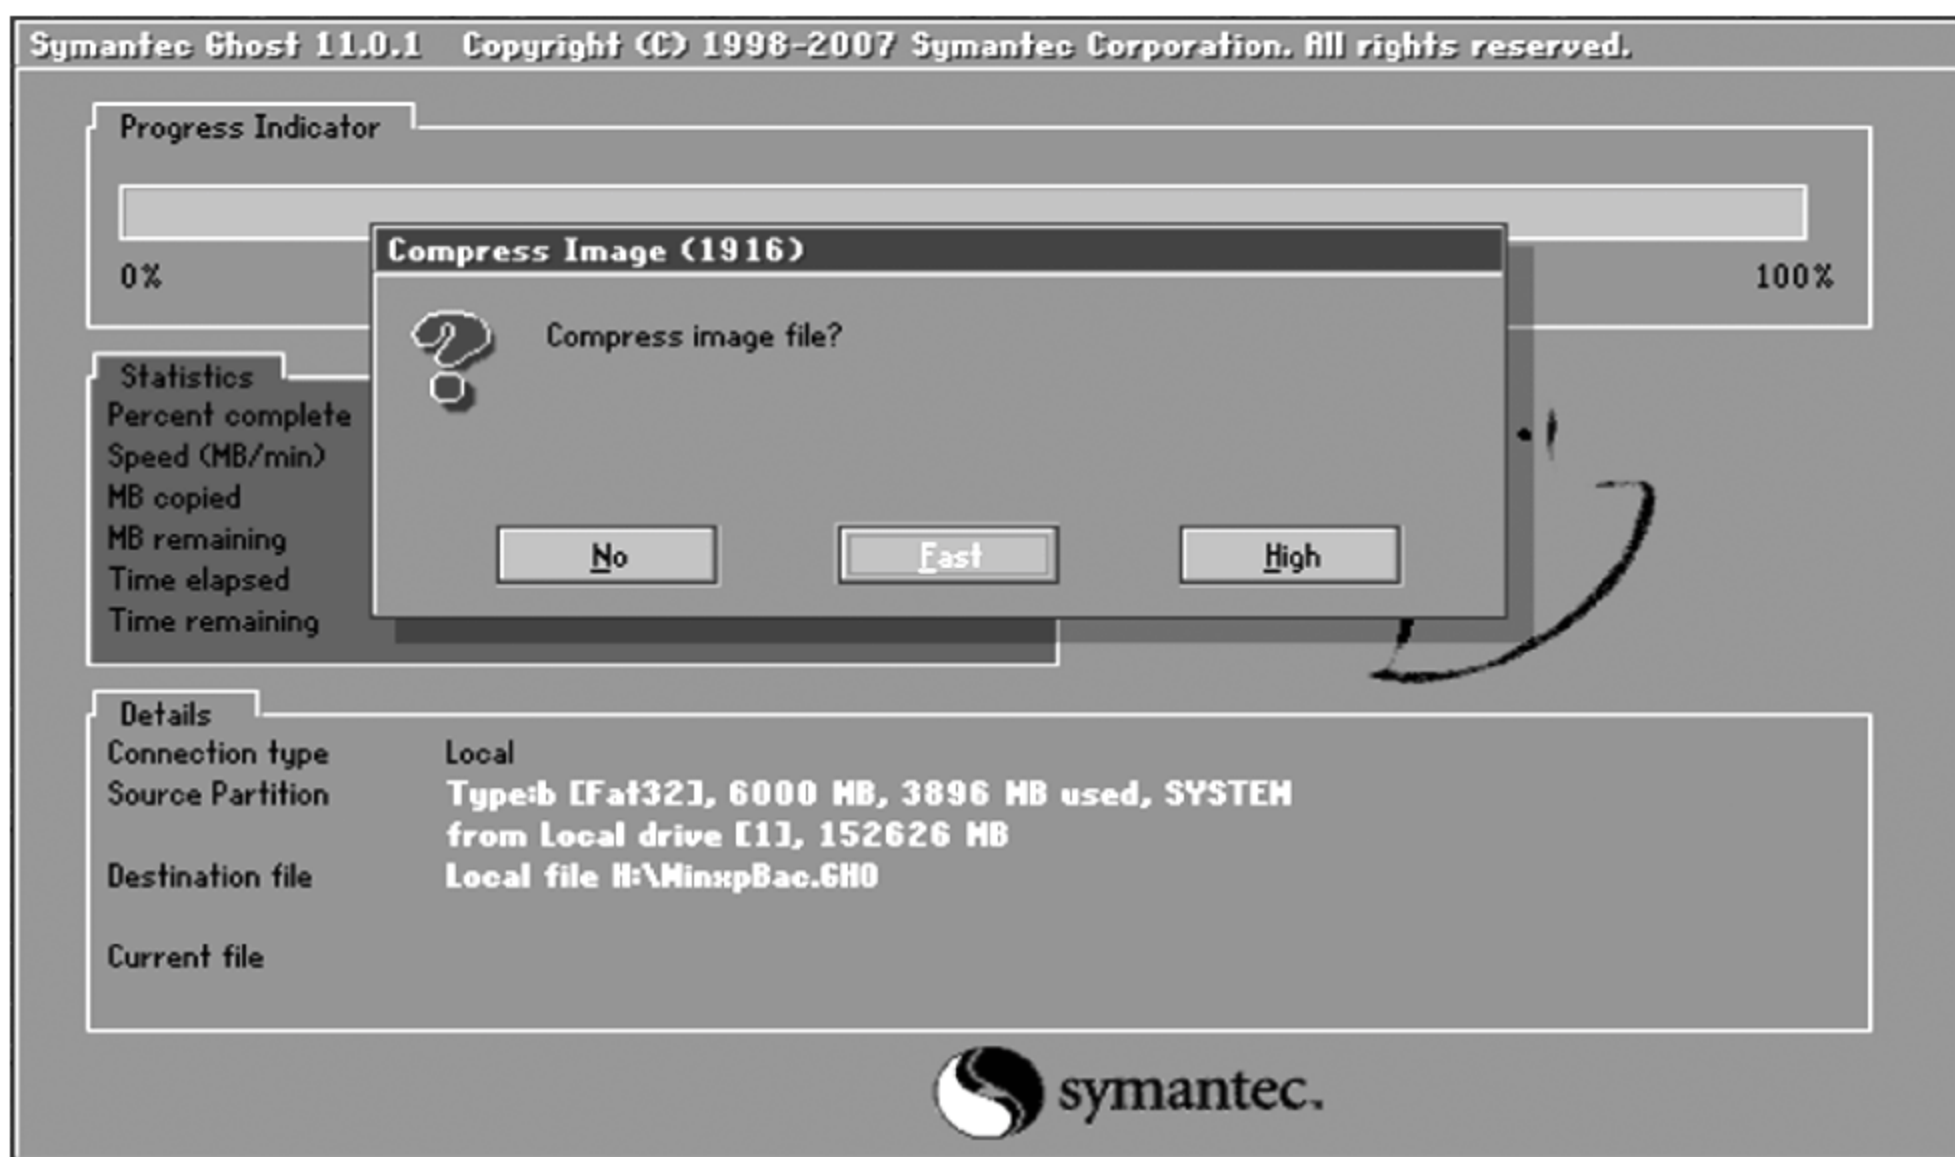 Symantec Ghost 11.0.1 Copyright (C) 1998-2007 Symantec Corporation. All rights reserved.
Progress Indicator
0%
100%
Compress Image (1916)
Compress image file?
No
Fast
High
Statistics
Percent complete
Speed (MB/min)
MB copied
MB remaining
Time elapsed
Time remaining
Details
Connection type Local
Source Partition Type:b [Fat32], 6000 MB, 3896 MB used, SYSTEM
from Local drive [1], 152626 MB
Destination file Local file H:\MinxpBac.GHO
Current file
symantec.